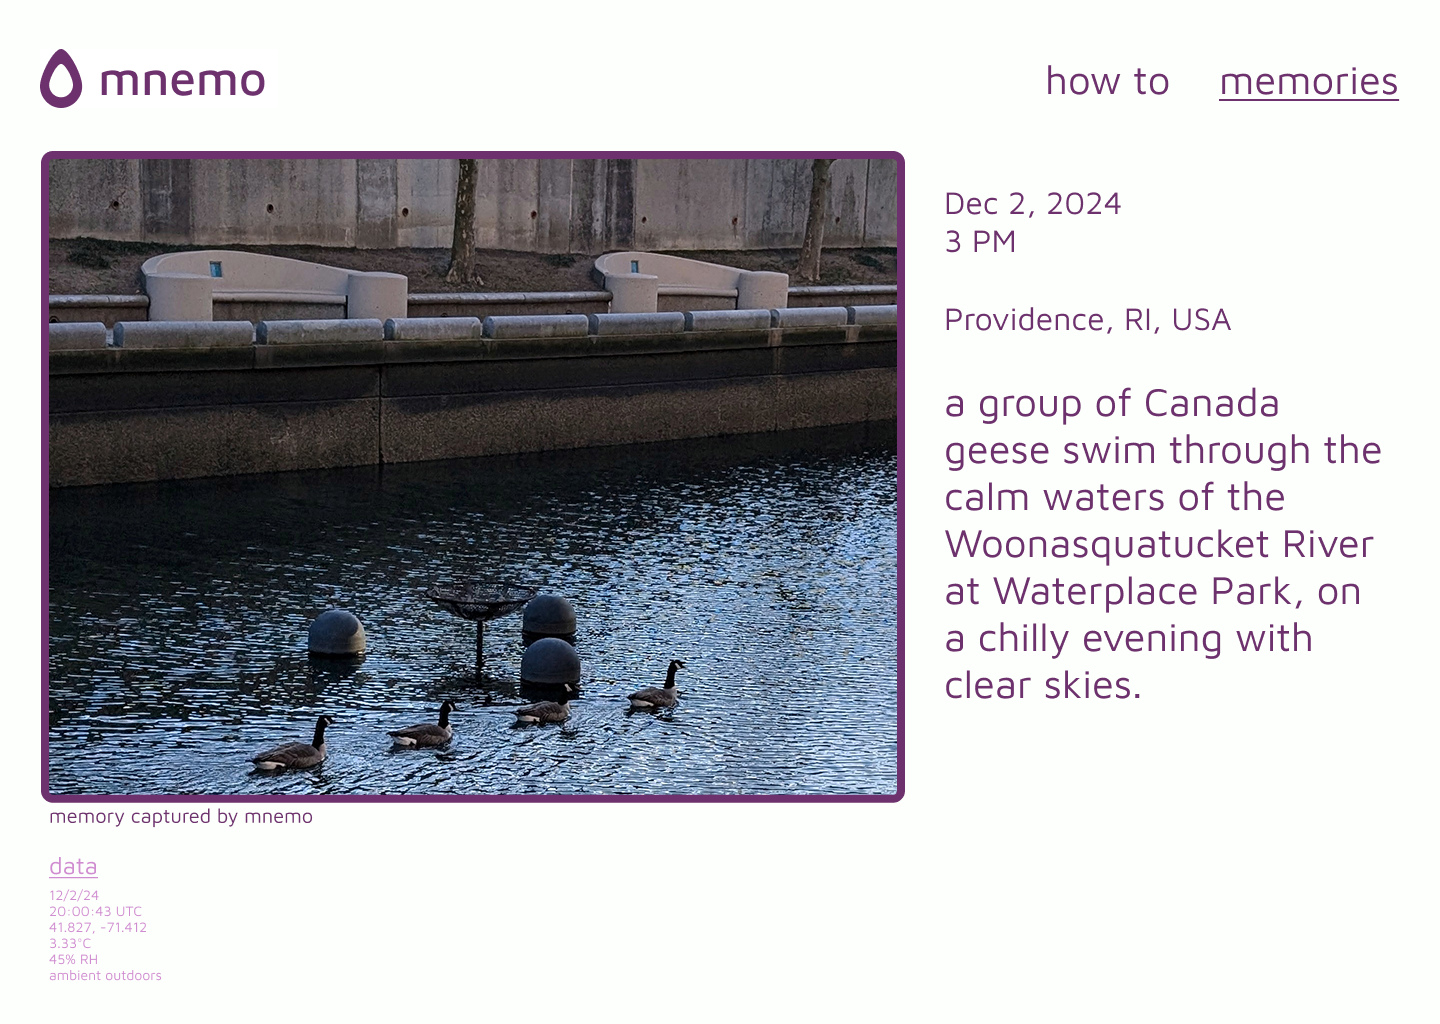 mnemo
how to
memories
Dec 2, 2024
3 PM
Providence, RI, USA
a group of Canada
geese swim through the
calm waters of the
Woonasquatucket River
at Waterplace Park, on
a chilly evening with
clear skies.
memory captured by mnemo
data
12/2/24
20:00:43 UTC
41.827, -71.412
3.33°C
45% RH
ambient outdoors